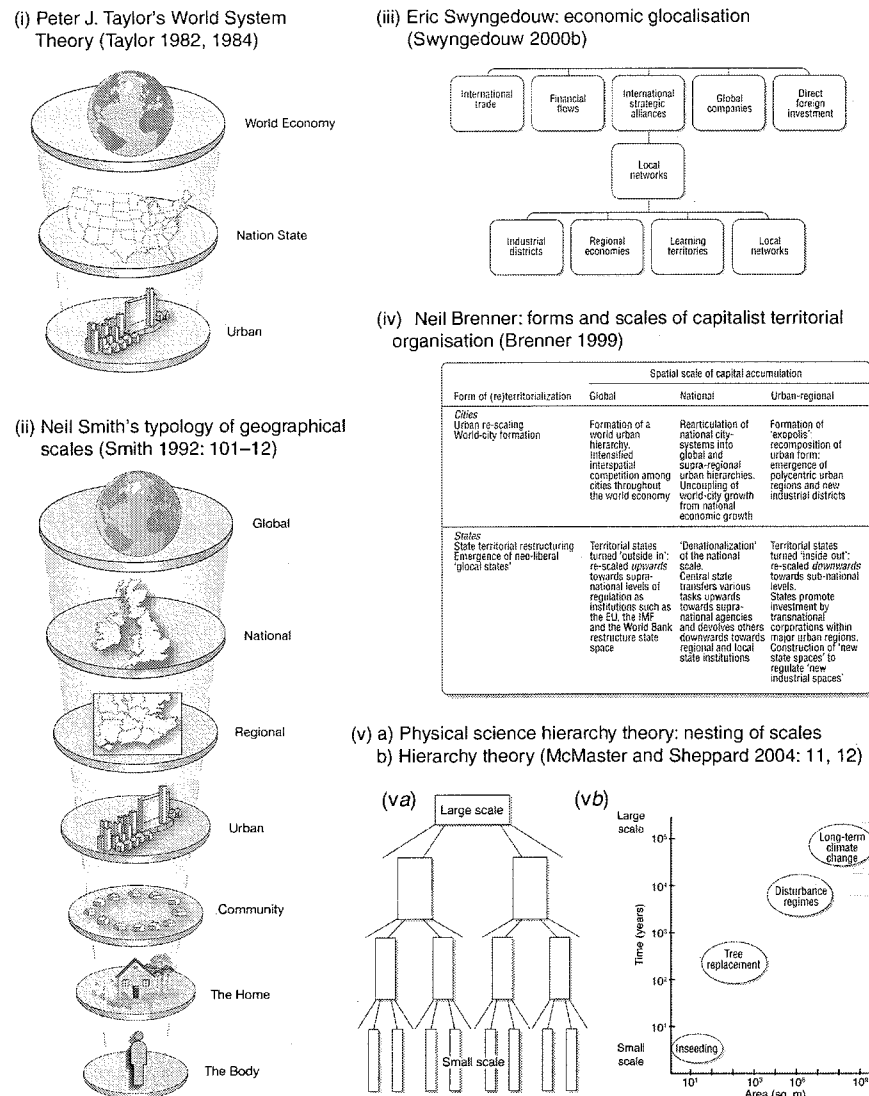 (i) Peter J. Taylor's World System
Theory (Taylor 1982, 1984)
World Economy
Nation State
Urban
(ii) Neil Smith's typology of geographical
scales (Smith 1992: 101–12)
Global
National
Regional
Urban
Community
The Home
The Body
(iii) Eric Swyngedouw: economic glocalisation
(Swyngedouw 2000b)
International
trade
Financial
flows
International
strategic
alliances
Global
companies
Direct
foreign
investment
Local
networks
Industrial
districts
Regional
economies
Learning
territories
Local
networks
(iv) Neil Brenner: forms and scales of capitalist territorial
organisation (Brenner 1999)
Spatial scale of capital accumulation
Form of (re)territorialization
Global
National
Urban-regional
Cities
Urban re-scaling
World-city formation
Formation of a
world urban
hierarchy.
Intensified
interspatial
competition among
cities throughout
the world economy
Rearticulation of
national city-
systems into
global and
supra-regional
urban hierarchies.
Uncoupling of
world-city growth
from national
economic growth
Formation of
'exopolis':
recomposition of
urban form:
emergence of
polycentric urban
regions and new
industrial districts
States
State territorial restructuring
Emergence of neo-liberal
'glocal states'
Territorial states
turned 'outside in':
re-scaled upwards
towards supra-
national levels of
regulation as
institutions such as
the EU, the IMF
and the World Bank
restructure state
space
'Denationalization'
of the national
scale.
Central state
transfers various
tasks upwards
towards supra-
national agencies
and devolves others
downwards towards
regional and local
state institutions
Territorial states
turned 'inside out':
re-scaled downwards
towards sub-national
levels.
States promote
investment by
transnational
corporations within
major urban regions.
Construction of 'new
state spaces' to
regulate 'new
industrial spaces'
(v) a) Physical science hierarchy theory: nesting of scales
b) Hierarchy theory (McMaster and Sheppard 2004: 11, 12)
(va)
Large scale
Small scale
(vb)
Large
scale
Time (years)
10⁵
10⁴
10³
10²
10¹
Small
scale
Long-term
climate
change
Disturbance
regimes
Tree
replacement
Inseeding
10¹ 10³ 10⁶ 10⁸
Area (sq. m)